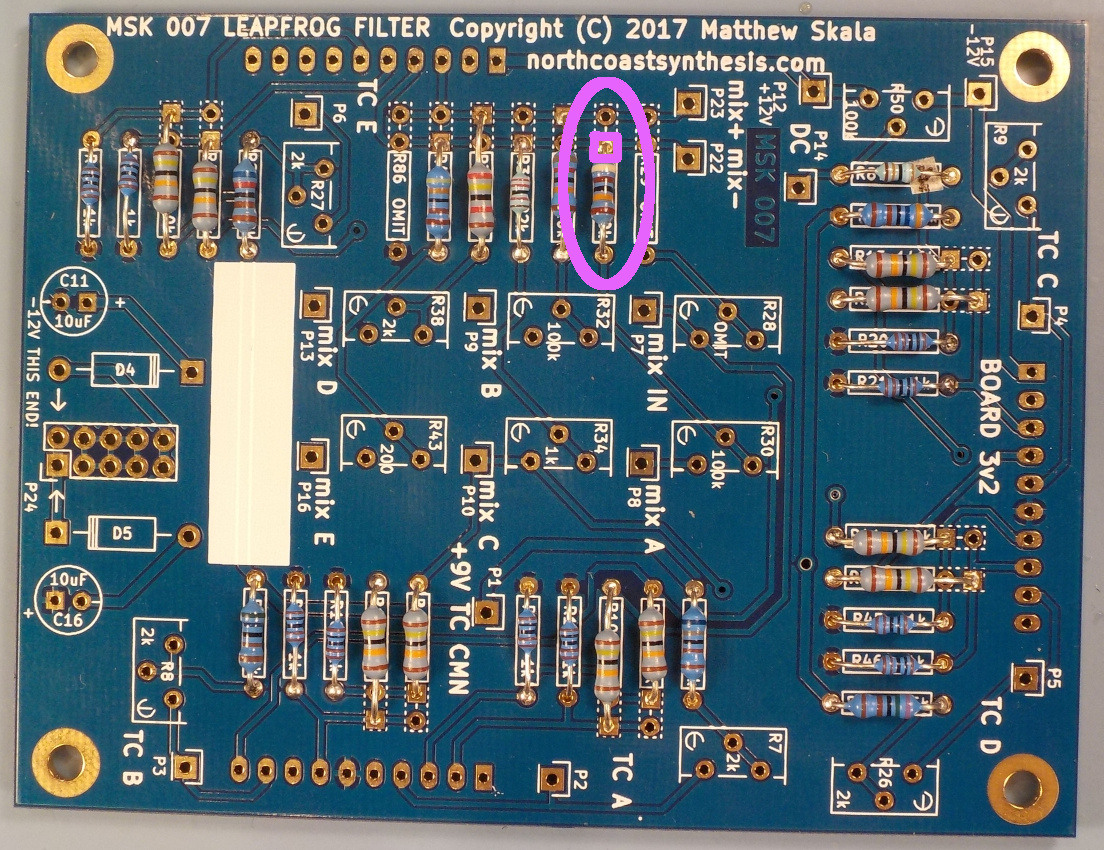 MSK 007 LEAPFROG FILTER Copyright (C) 2017 Matthew Skala
northcoastsynthesis.com
P15
-12V
TC E
P6
2k
R27
R86 OMIT
mix+ mix-
P23
P22
P12
+12V
MSK 007
DC
P14
R50
100k
R9
2k
TC C
P4
C11
10uF
+
-12V THIS END!
D4
P24
D5
10uF
C16
+
P13
mix D
R38
2k
P9
mix B
R32
100k
P7
mix IN
R28
OMIT
BOARD 3v2
P16
mix E
R43
200
P10
mix C
R34
1k
P8
mix A
R30
100k
+9V TC CMN
P1
2k
R8
TC B
P3
P2
TC A
R7
2k
R26
2k
TC D
P5